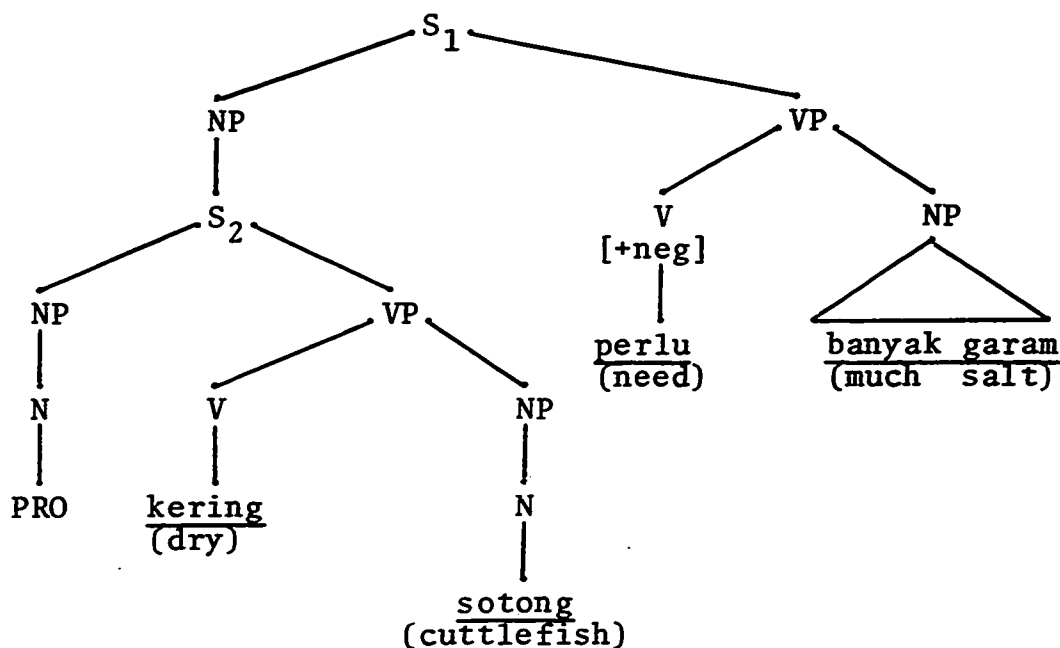 S1
NP VP
S2 V NP
[+neg]
NP VP
perlu banyak garam
(need) (much salt)
N V NP
PRO kering N
(dry)
sotong
(cuttlefish)